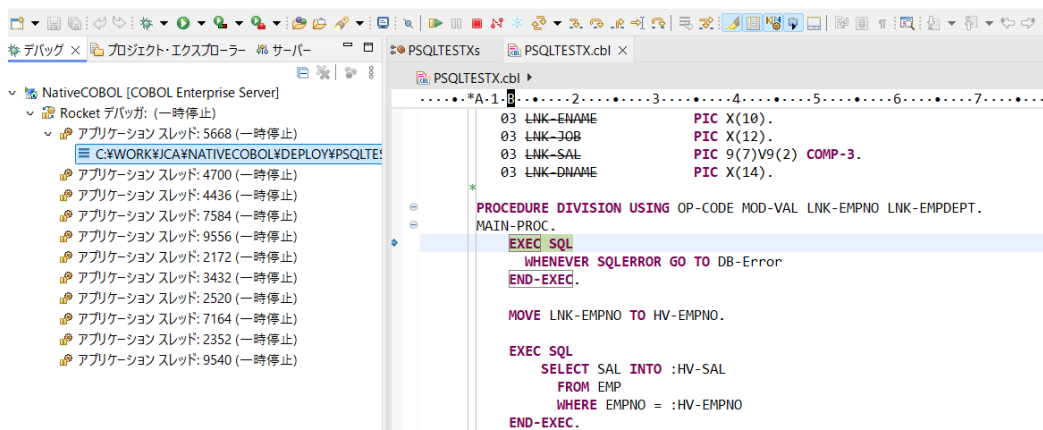 デバッグ × プロジェクト・エクスプローラー サーバー
NativeCOBOL [COBOL Enterprise Server]
Rocket デバッガ: (一時停止)
アプリケーション スレッド: 5668 (一時停止)
C:¥WORK¥JCA¥NATIVECOBOL¥DEPLOY¥PSQLTES
アプリケーション スレッド: 4700 (一時停止)
アプリケーション スレッド: 4436 (一時停止)
アプリケーション スレッド: 7584 (一時停止)
アプリケーション スレッド: 9556 (一時停止)
アプリケーション スレッド: 2172 (一時停止)
アプリケーション スレッド: 3432 (一時停止)
アプリケーション スレッド: 2520 (一時停止)
アプリケーション スレッド: 7164 (一時停止)
アプリケーション スレッド: 2352 (一時停止)
アプリケーション スレッド: 9540 (一時停止)
PSQLTESTXs PSQLTESTX.cbl ×
PSQLTESTX.cbl
····•·*A·1·B··•····2····•····3····•····4····•····5····•····6····•····7····•···
03 LNK-ENAME PIC X(10).
03 LNK-JOB PIC X(12).
03 LNK-SAL PIC 9(7)V9(2) COMP-3.
03 LNK-DNAME PIC X(14).
*
PROCEDURE DIVISION USING OP-CODE MOD-VAL LNK-EMPNO LNK-EMPDEPT.
MAIN-PROC.
EXEC SQL
WHENEVER SQLERROR GO TO DB-Error
END-EXEC.
MOVE LNK-EMPNO TO HV-EMPNO.
EXEC SQL
SELECT SAL INTO :HV-SAL
FROM EMP
WHERE EMPNO = :HV-EMPNO
END-EXEC.